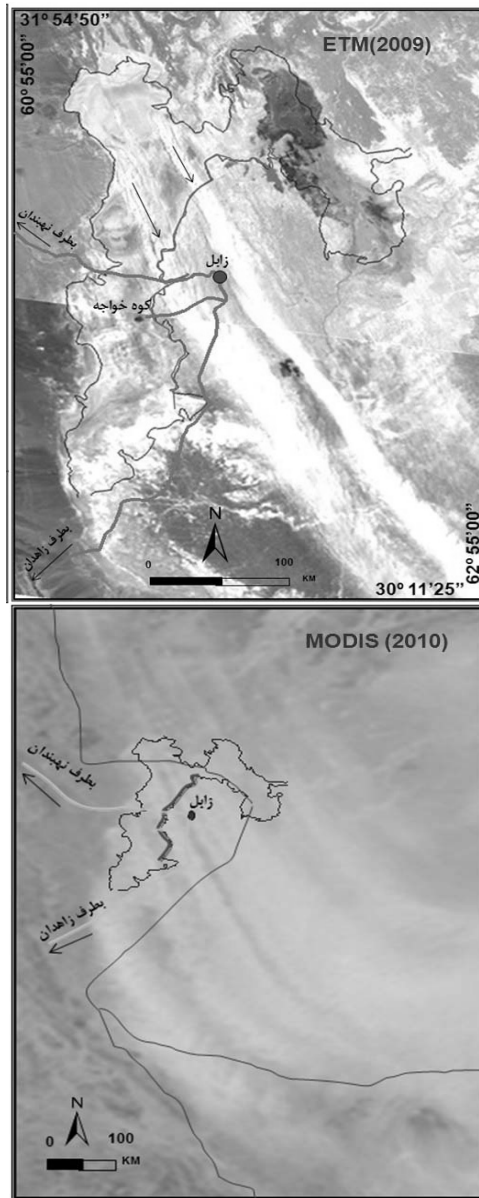 31º 54'50”
60º 55'00”
ETM(2009)
بطرف نهبندان
زابل
کوه خواجه
بطرف زاهدان
N
0 100
KM
62º 55'00”
30º 11'25”
MODIS (2010)
بطرف نهبندان
زابل
بطرف زاهدان
N
0 100
KM